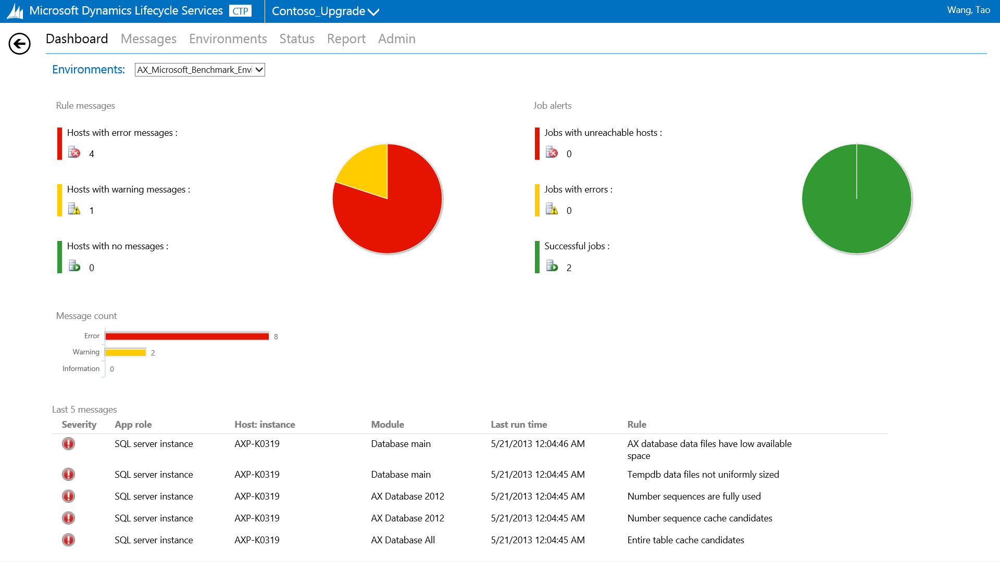 Microsoft Dynamics Lifecycle Services CTP Contoso_Upgrade Wang, Tao
Dashboard Messages Environments Status Report Admin
Environments: AX_Microsoft_Benchmark_Envi
Rule messages
Hosts with error messages :
4
Hosts with warning messages :
1
Hosts with no messages :
0
Job alerts
Jobs with unreachable hosts :
0
Jobs with errors :
0
Successful jobs :
2
Message count
Error 8
Warning 2
Information 0
Last 5 messages
Severity App role Host: instance Module Last run time Rule
SQL server instance AXP-K0319 Database main 5/21/2013 12:04:46 AM AX database data files have low available
space
SQL server instance AXP-K0319 Database main 5/21/2013 12:04:45 AM Tempdb data files not uniformly sized
SQL server instance AXP-K0319 AX Database 2012 5/21/2013 12:04:45 AM Number sequences are fully used
SQL server instance AXP-K0319 AX Database 2012 5/21/2013 12:04:45 AM Number sequence cache candidates
SQL server instance AXP-K0319 AX Database All 5/21/2013 12:04:45 AM Entire table cache candidates